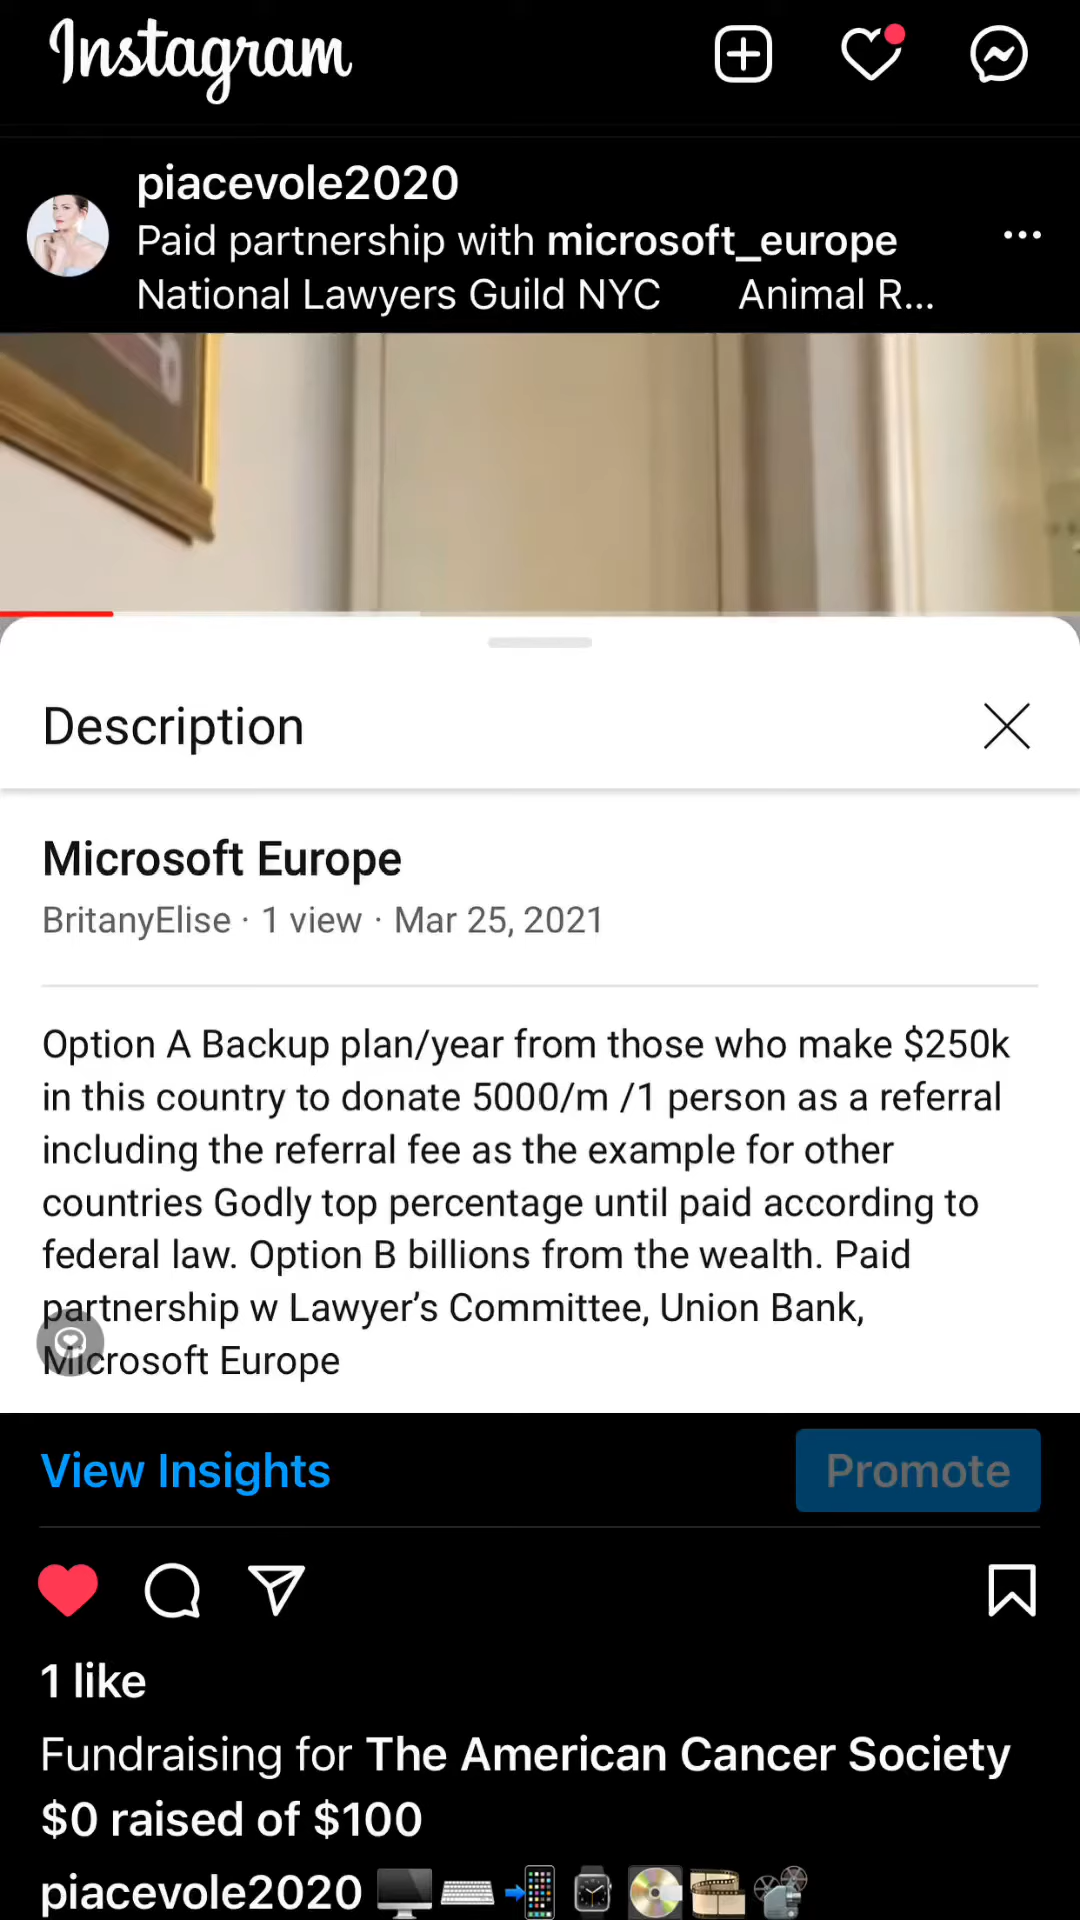 Instagram
piacevole2020
Paid partnership with microsoft_europe
National Lawyers Guild NYC Animal R...
Description
Microsoft Europe
BritanyElise · 1 view · Mar 25, 2021
Option A Backup plan/year from those who make $250k
in this country to donate 5000/m /1 person as a referral
including the referral fee as the example for other
countries Godly top percentage until paid according to
federal law. Option B billions from the wealth. Paid
partnership w Lawyer’s Committee, Union Bank,
Microsoft Europe
View Insights
Promote
1 like
Fundraising for The American Cancer Society
$0 raised of $100
piacevole2020 🖥️⌨️📲⌚💽🎞️📽️